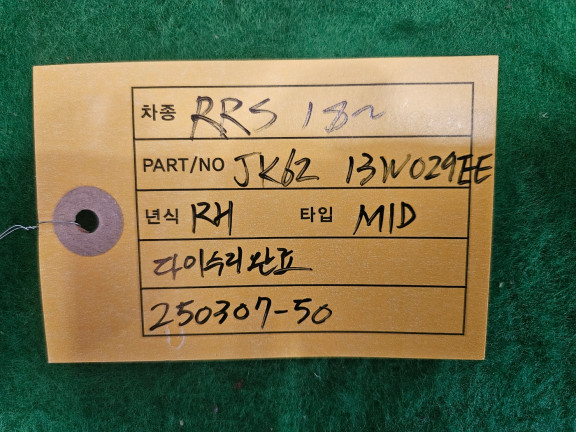 차종 RRS 18~
PART/NO JK62 13W029EE
년식 RH 타입 MID
다이수리완료
250307-50